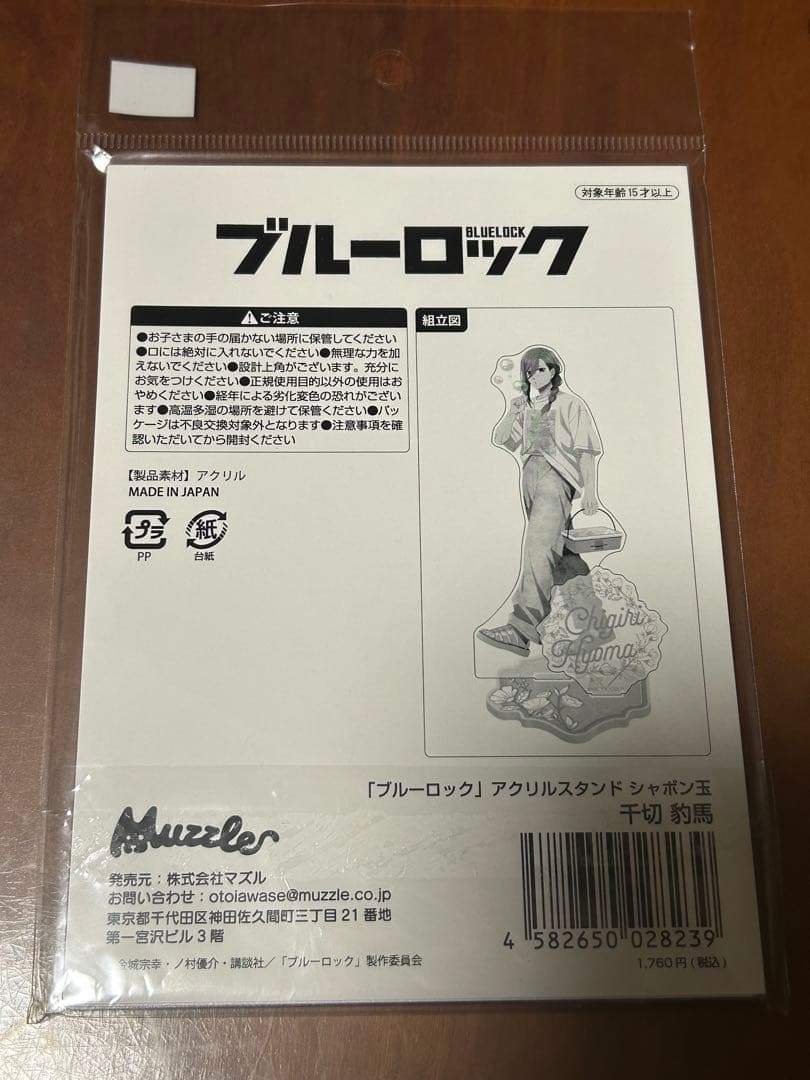 対象年齢15才以上
ブルーロック
BLUELOCK
⚠ご注意
●お子さまの手の届かない場所に保管してください
●口には絶対に入れないでください●無理な力を加
えないでください●設計上角がございます。充分に
お気をつけください●正規使用目的以外の使用はお
やめください●経年による劣化変色の恐れがござい
ます●高温多湿の場所を避けて保管ください●パッ
ケージは不良交換対象外となります●注意事項を確
認いただいてから開封ください
組立図
【製品素材】アクリル
MADE IN JAPAN
プラ
PP
紙
台紙
Chigiri
Hyoma
「ブルーロック」アクリルスタンド シャボン玉
千切 豹馬
Muzzle
発売元：株式会社マズル
お問い合わせ：otoiawase@muzzle.co.jp
東京都千代田区神田佐久間町三丁目21番地
第一宮沢ビル3階
金城宗幸・ノ村優介・講談社／「ブルーロック」製作委員会
4 582650 028239
1,760円(税込)